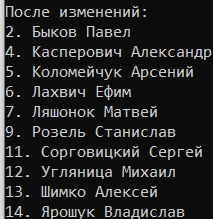 После изменений:
2. Быков Павел
4. Касперович Александр
5. Коломейчук Арсений
6. Лахвич Ефим
7. Ляшонок Матвей
9. Розель Станислав
11. Сорговицкий Сергей
12. Угляница Михаил
13. Шимко Алексей
14. Ярошук Владислав